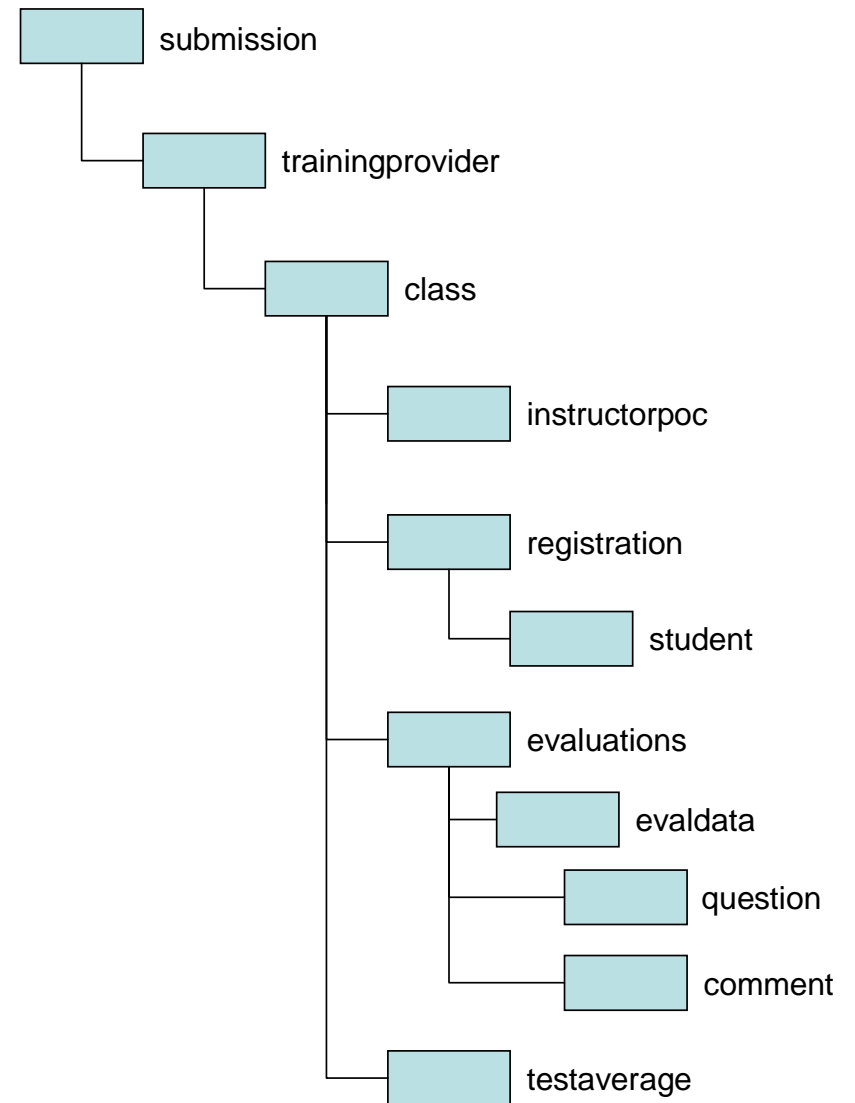 submission
trainingprovider
class
instructorpoc
registration
student
evaluations
evaldata
question
comment
testaverage